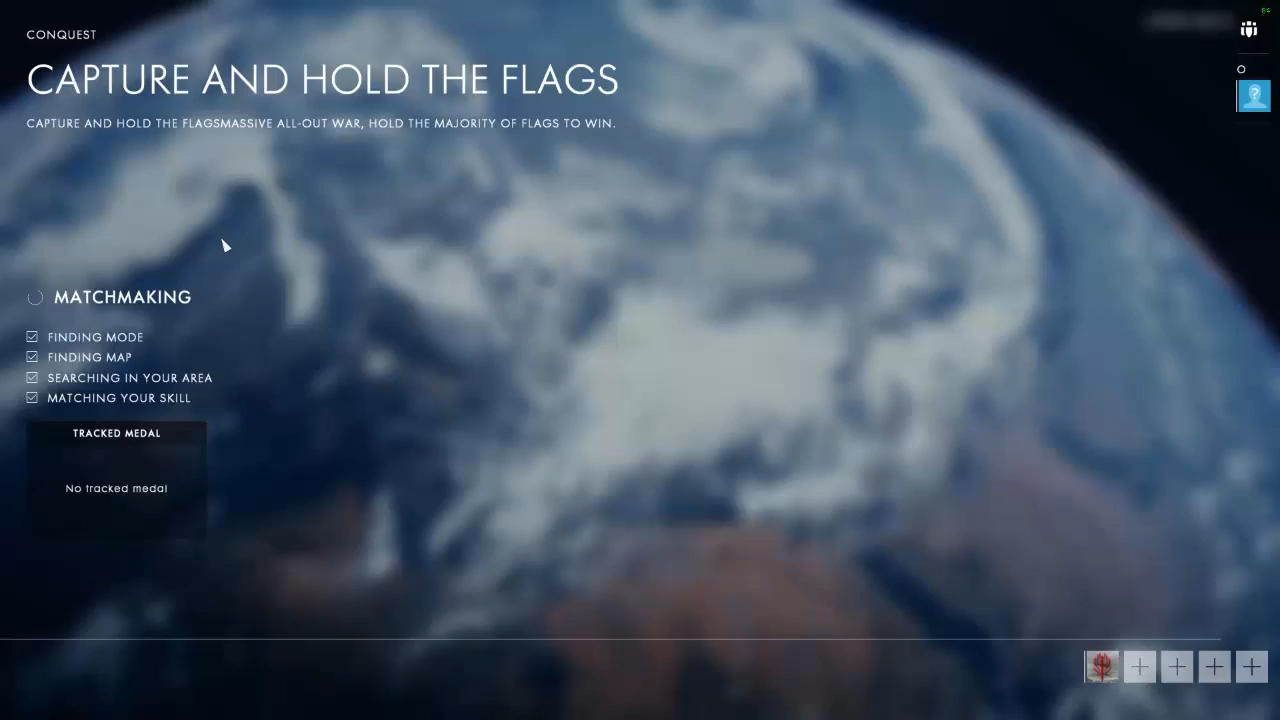 CONQUEST
CAPTURE AND HOLD THE FLAGS
CAPTURE AND HOLD THE FLAGSMASSIVE ALL-OUT WAR, HOLD THE MAJORITY OF FLAGS TO WIN.
MATCHMAKING
FINDING MODE
FINDING MAP
SEARCHING IN YOUR AREA
MATCHING YOUR SKILL
TRACKED MEDAL
No tracked medal